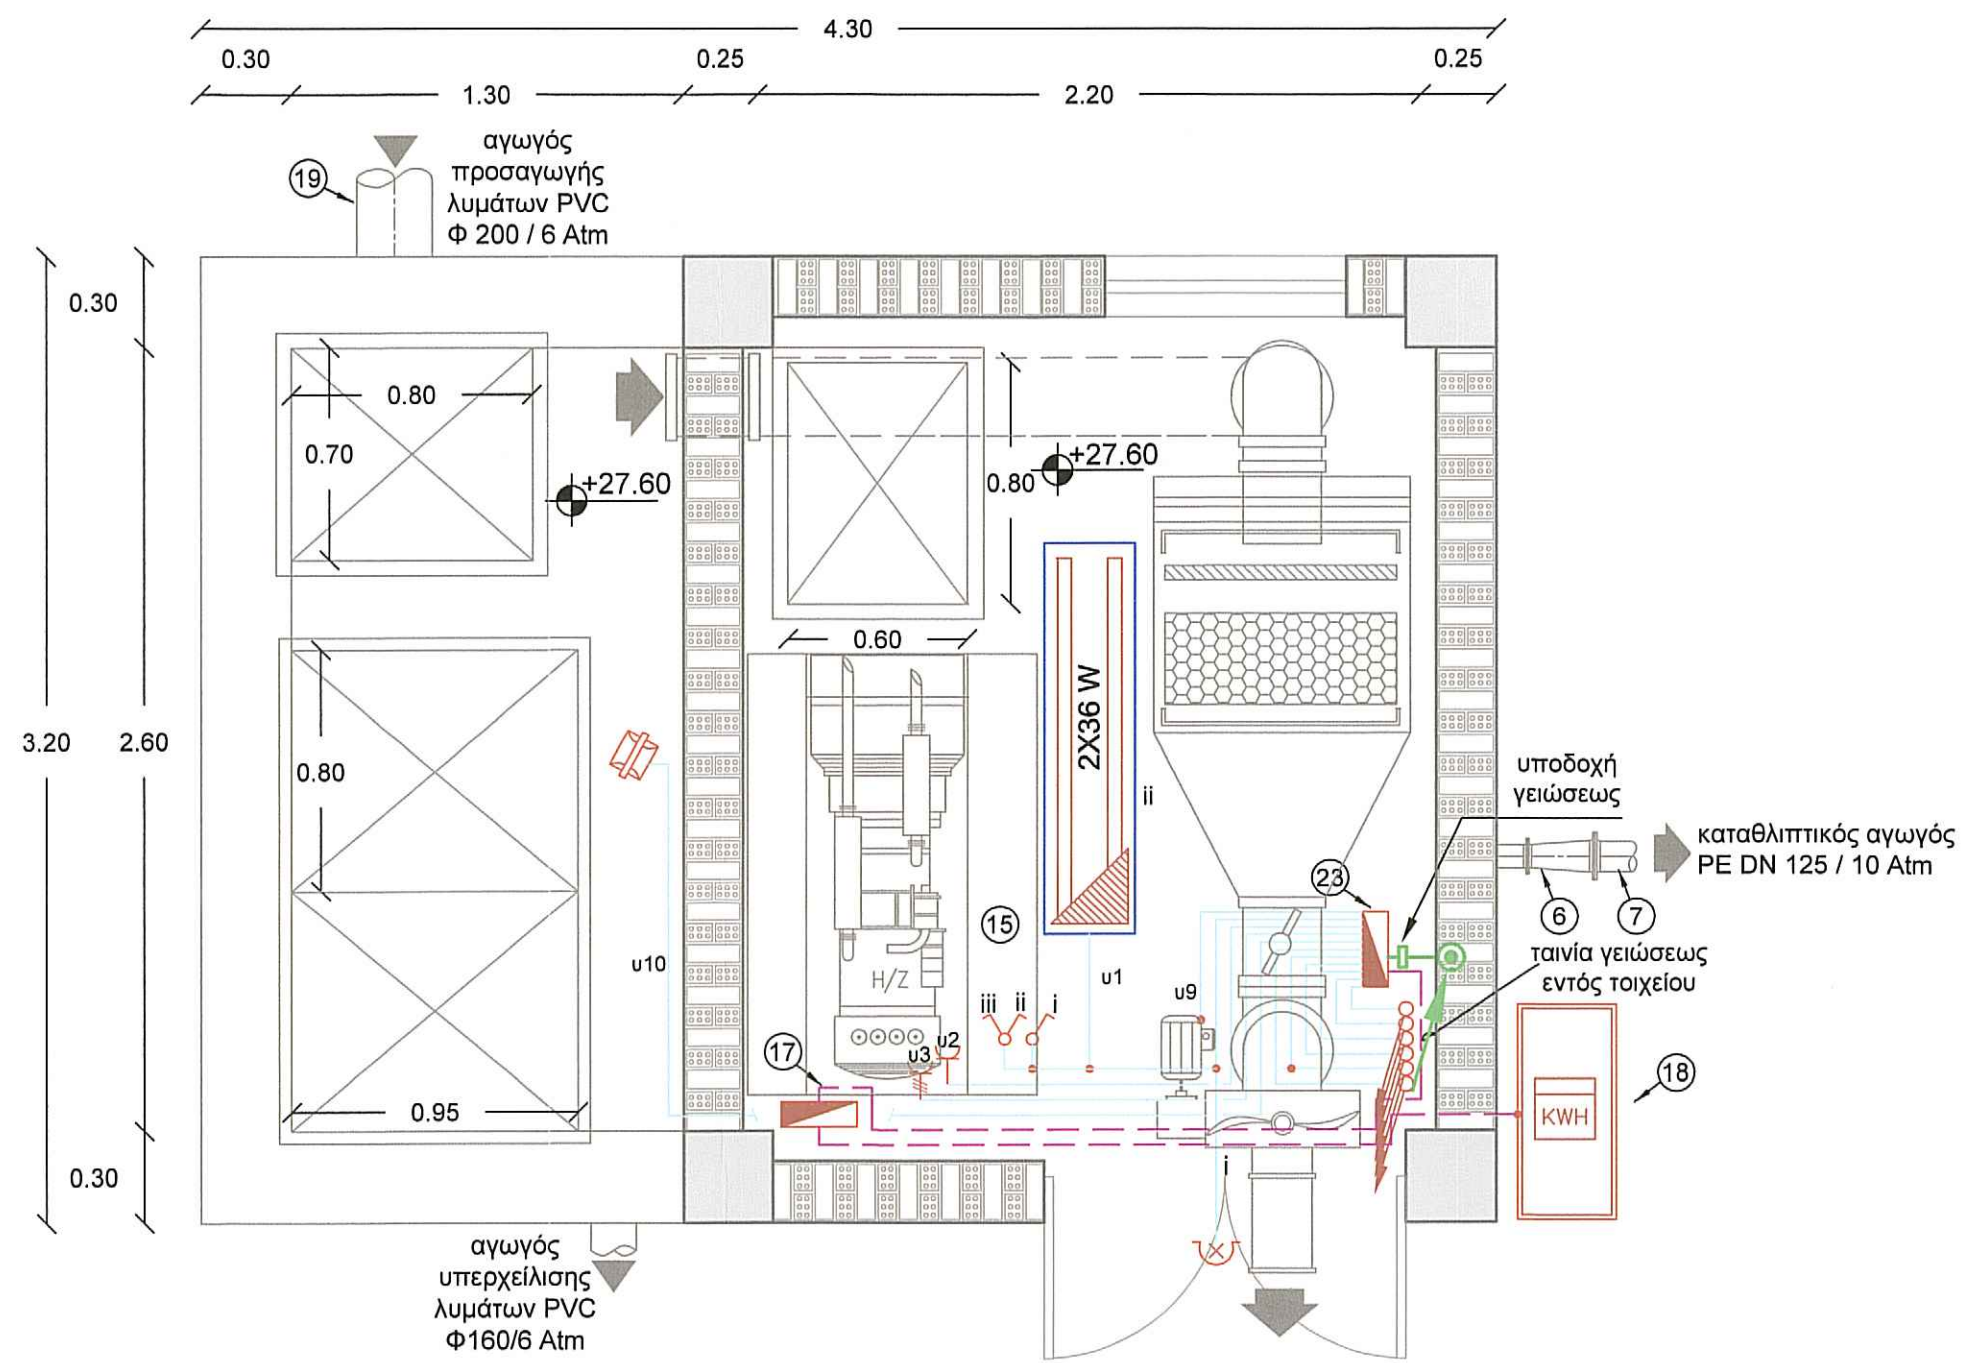 4.30
0.30
0.25
0.25
1.30
2.20
αγωγός
προσαγωγής
λυμάτων PVC
Φ 200 / 6 Atm
19
0.30
0.80
0.70
+27.60
+27.60
0.80
0.60
3.20
2.60
0.80
2X36 W
ii
υποδοχή
γειώσεως
καταθλιπτικός αγωγός
PE DN 125 / 10 Atm
23
6
7
15
ταινία γειώσεως
εντός τοιχείου
υ10
H/Z
υ1
υ9
iii
ii
i
17
υ3
υ2
18
KWH
0.95
0.30
i
αγωγός
υπερχείλισης
λυμάτων PVC
Φ160/6 Atm